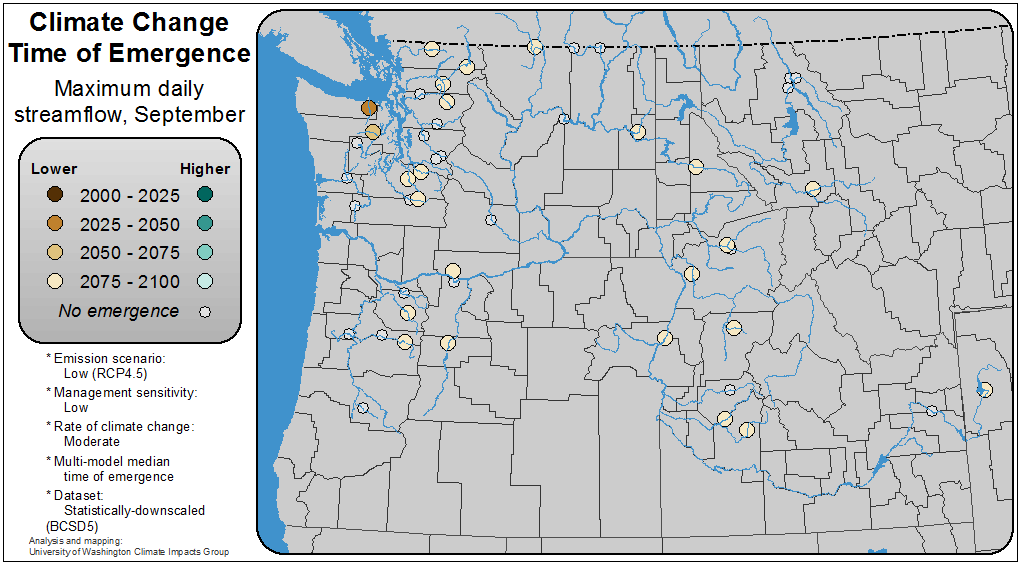 Climate Change
Time of Emergence
Maximum daily
streamflow, September
Lower Higher
2000 - 2025
2025 - 2050
2050 - 2075
2075 - 2100
No emergence
* Emission scenario:
Low (RCP4.5)
* Management sensitivity:
Low
* Rate of climate change:
Moderate
* Multi-model median
time of emergence
* Dataset:
Statistically-downscaled
(BCSD5)
Analysis and mapping:
University of Washington Climate Impacts Group